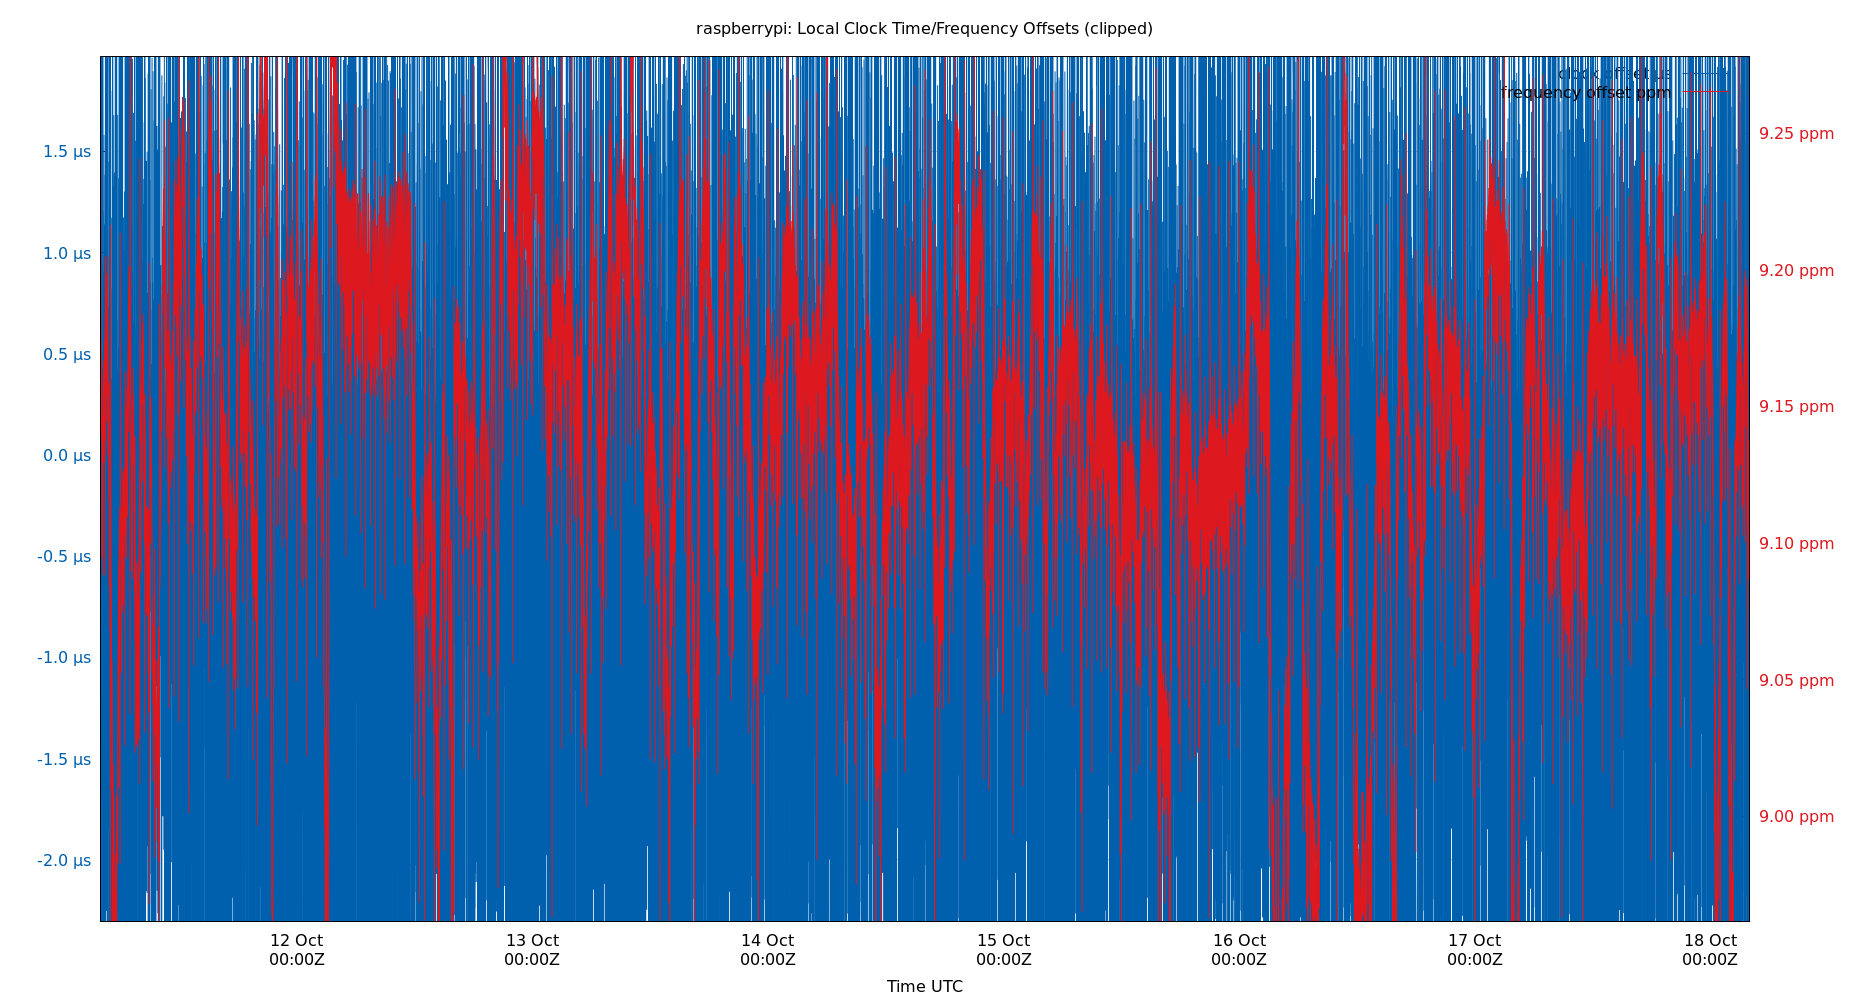 raspberrypi: Local Clock Time/Frequency Offsets (clipped)
clock offset µs
frequency offset ppm
1.5 µs
1.0 µs
0.5 µs
0.0 µs
-0.5 µs
-1.0 µs
-1.5 µs
-2.0 µs
9.25 ppm
9.20 ppm
9.15 ppm
9.10 ppm
9.05 ppm
9.00 ppm
12 Oct
00:00Z
13 Oct
00:00Z
14 Oct
00:00Z
15 Oct
00:00Z
16 Oct
00:00Z
17 Oct
00:00Z
18 Oct
00:00Z
Time UTC